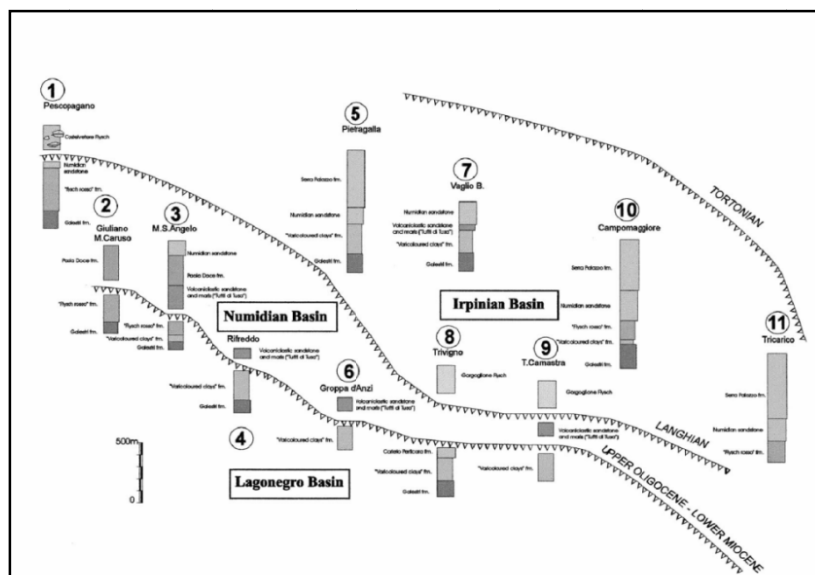 1
Pescopagano
Castelvetere Flysch
Numidian
sandstone
"Flysch rosso" fm.
Galestri fm.
2
Giuliano
M.Caruso
Paola Doce fm.
"Flysch rosso" fm.
Galestri fm.
3
M.S.Angelo
Numidian sandstone
Paola Doce fm.
Volcaniclastic sandstone
and marls ("Tufiti di Tusa")
"Flysch rosso" fm.
"Varicoloured clays" fm.
Galestri fm.
Numidian Basin
Rifreddo
Volcaniclastic sandstone
and marls ("Tufiti di Tusa")
"Varicoloured clays" fm.
Galestri fm.
4
5
Pietragalla
Serra Palazzo fm.
Numidian sandstone
"Varicoloured clays" fm.
Galestri fm.
6
Groppa d'Anzi
Volcaniclastic sandstone
and marls ("Tufiti di Tusa")
"Varicoloured clays" fm.
Lagonegro Basin
500m
0
7
Vaglio B.
Numidian sandstone
Volcaniclastic sandstone
and marls ("Tufiti di Tusa")
"Varicoloured clays" fm.
Galestri fm.
Irpinian Basin
8
Trivigno
Gorgoglione Flysch
"Varicoloured clays" fm.
Galestri fm.
9
T.Camastra
Gorgoglione Flysch
Volcaniclastic sandstone
and marls ("Tufiti di Tusa")
"Varicoloured clays" fm.
10
Campomaggiore
Serra Palazzo fm.
Numidian sandstone
"Flysch rosso" fm.
"Varicoloured clays" fm.
Galestri fm.
11
Tricarico
Serra Palazzo fm.
Numidian sandstone
"Flysch rosso" fm.
TORTONIAN
LANGHIAN
UPPER OLIGOCENE - LOWER MIOCENE